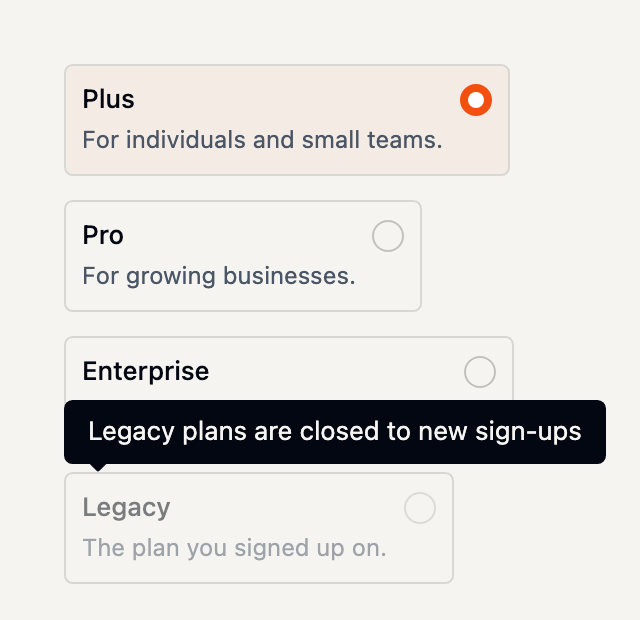 Plus
For individuals and small teams.
Pro
For growing businesses.
Enterprise
Legacy plans are closed to new sign-ups
Legacy
The plan you signed up on.